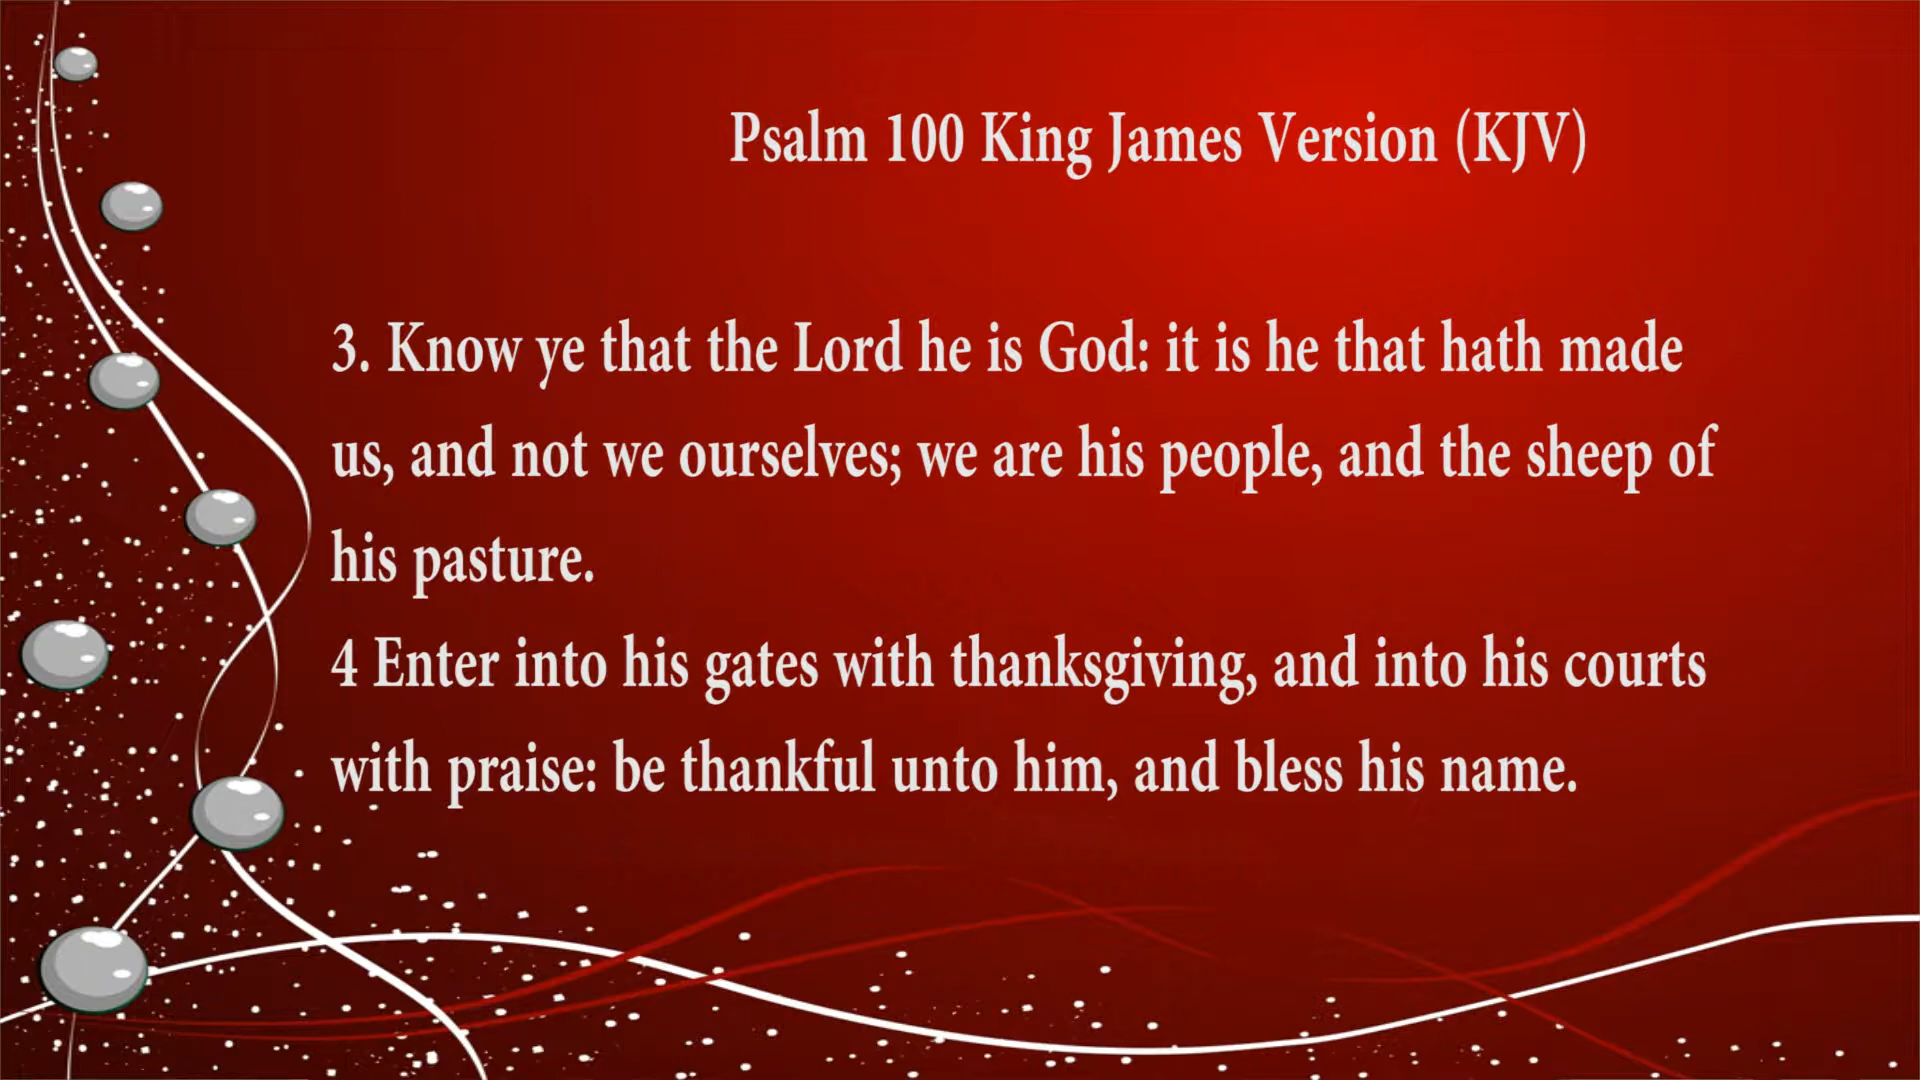 Psalm 100 King James Version (KJV)
3. Know ye that the Lord he is God: it is he that hath made
us, and not we ourselves; we are his people, and the sheep of
his pasture.
4 Enter into his gates with thanksgiving, and into his courts
with praise: be thankful unto him, and bless his name.